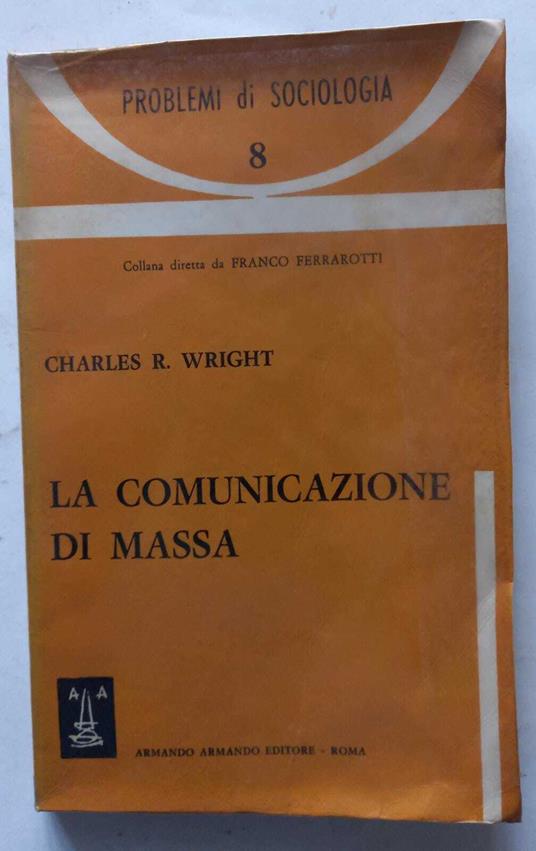 PROBLEMI di SOCIOLOGIA
8
Collana diretta da FRANCO FERRAROTTI
CHARLES R. WRIGHT
LA COMUNICAZIONE
DI MASSA
A A
ARMANDO ARMANDO EDITORE - ROMA